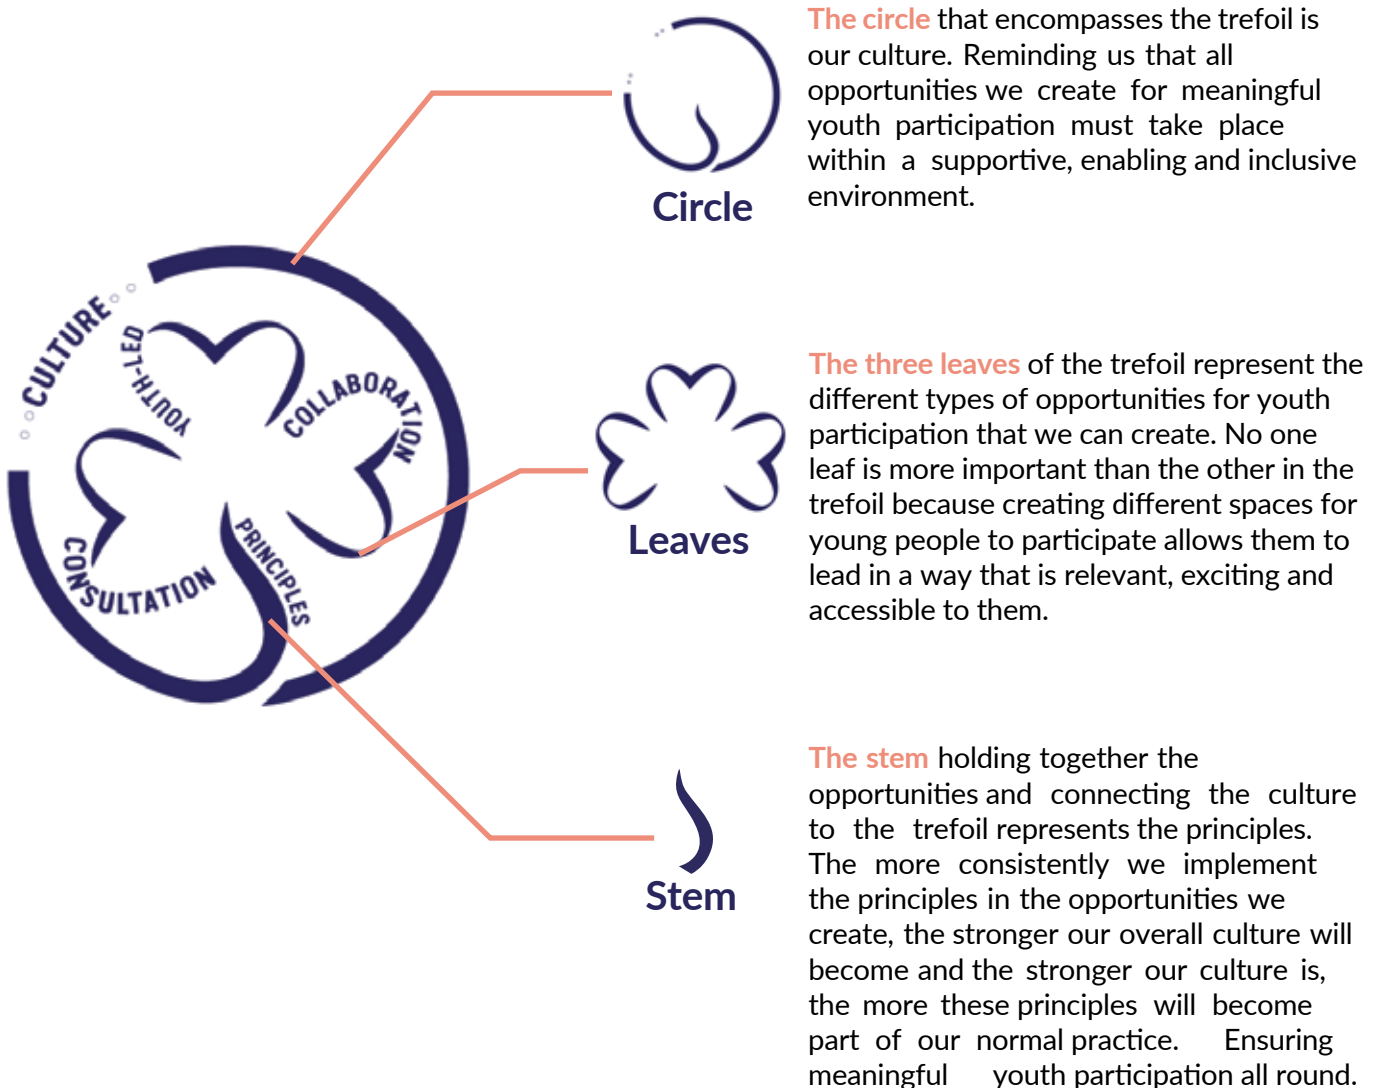 The circle that encompasses the trefoil is
our culture. Reminding us that all
opportunities we create for meaningful
youth participation must take place
within a supportive, enabling and inclusive
environment.
Circle
CULTURE
YOUTH-LED
COLLABORATION
CONSULTATION
PRINCIPLES
The three leaves of the trefoil represent the
different types of opportunities for youth
participation that we can create. No one
leaf is more important than the other in the
trefoil because creating different spaces for
young people to participate allows them to
lead in a way that is relevant, exciting and
accessible to them.
Leaves
The stem holding together the
opportunities and connecting the culture
to the trefoil represents the principles.
The more consistently we implement
the principles in the opportunities we
create, the stronger our overall culture will
become and the stronger our culture is,
the more these principles will become
part of our normal practice. Ensuring
meaningful youth participation all round.
Stem